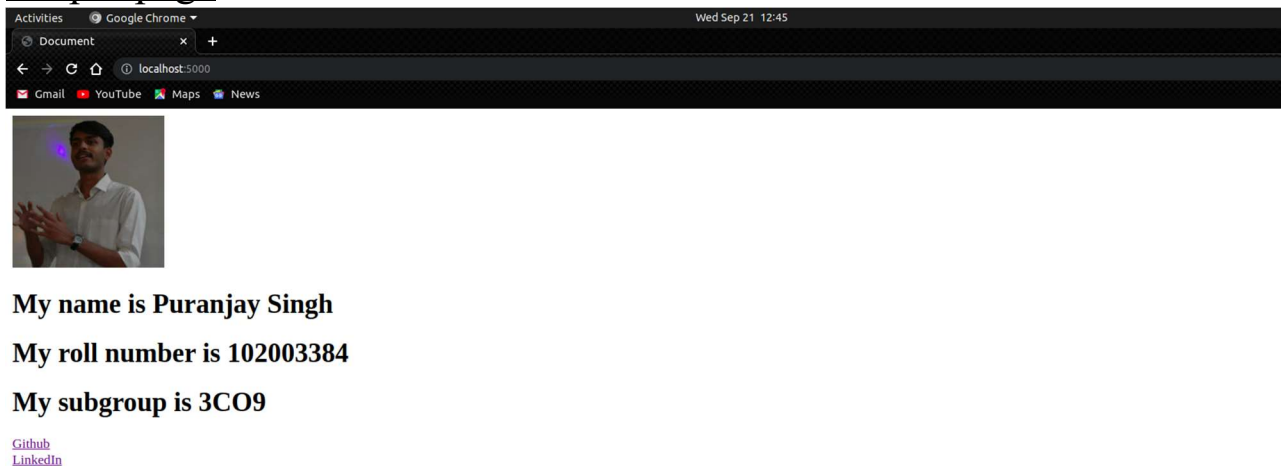 Activities Google Chrome Wed Sep 21 12:45
Document × +
localhost:5000
Gmail YouTube Maps News
My name is Puranjay Singh
My roll number is 102003384
My subgroup is 3CO9
Github
LinkedIn